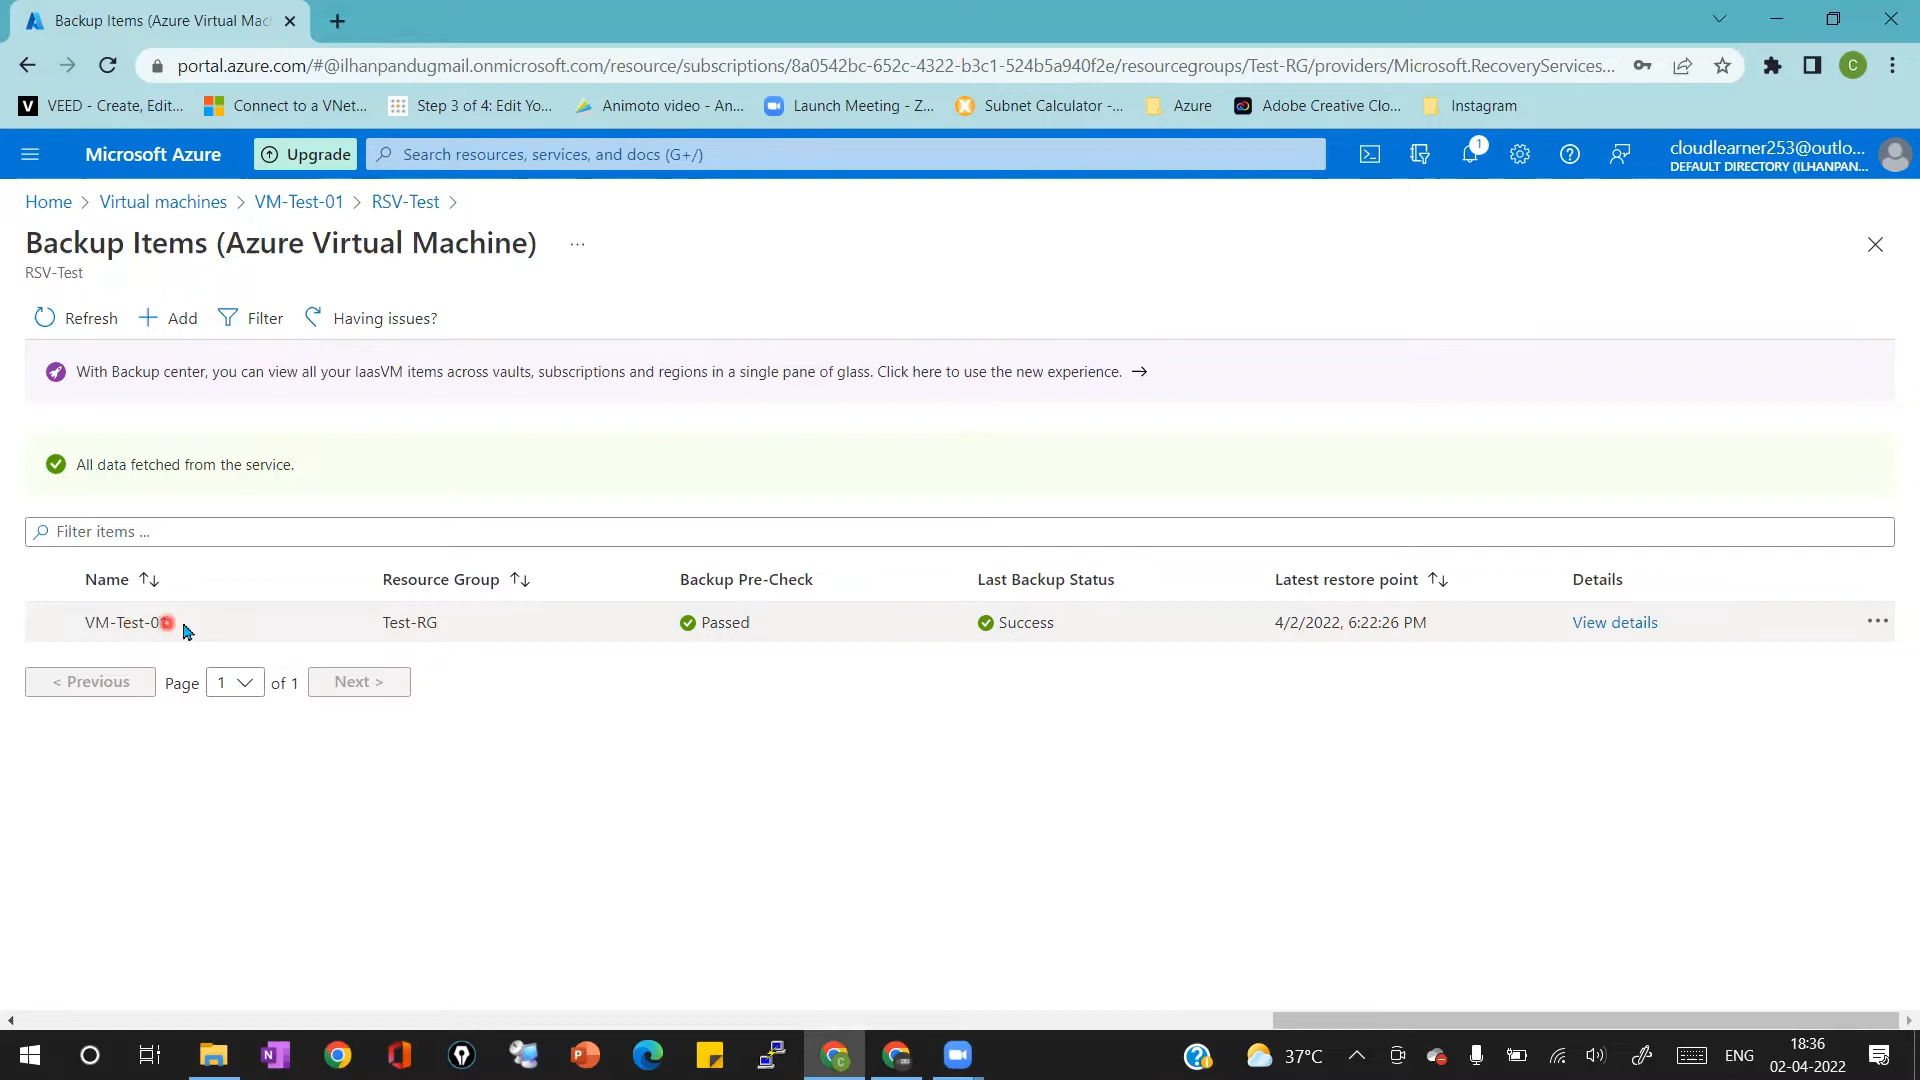 Backup Items (Azure Virtual Mac
portal.azure.com/#@ilhanpandugmail.onmicrosoft.com/resource/subscriptions/8a0542bc-652c-4322-b3c1-524b5a940f2e/resourcegroups/Test-RG/providers/Microsoft.RecoveryServices...
C
V VEED - Create, Edit... Connect to a VNet... Step 3 of 4: Edit Yo... Animoto video - An... Launch Meeting - Z... Subnet Calculator -... Azure Adobe Creative Clo... Instagram
Microsoft Azure Upgrade Search resources, services, and docs (G+/) 1 cloudlearner253@outlo...
DEFAULT DIRECTORY (ILHANPAN...
Home > Virtual machines > VM-Test-01 > RSV-Test >
Backup Items (Azure Virtual Machine) ...
RSV-Test
Refresh Add Filter Having issues?
With Backup center, you can view all your IaasVM items across vaults, subscriptions and regions in a single pane of glass. Click here to use the new experience. →
All data fetched from the service.
Filter items ...
Name ↑↓ Resource Group ↑↓ Backup Pre-Check Last Backup Status Latest restore point ↑↓ Details
VM-Test-01 Test-RG Passed Success 4/2/2022, 6:22:26 PM View details ...
< Previous Page 1 of 1 Next >
37°C ENG 18:36
02-04-2022